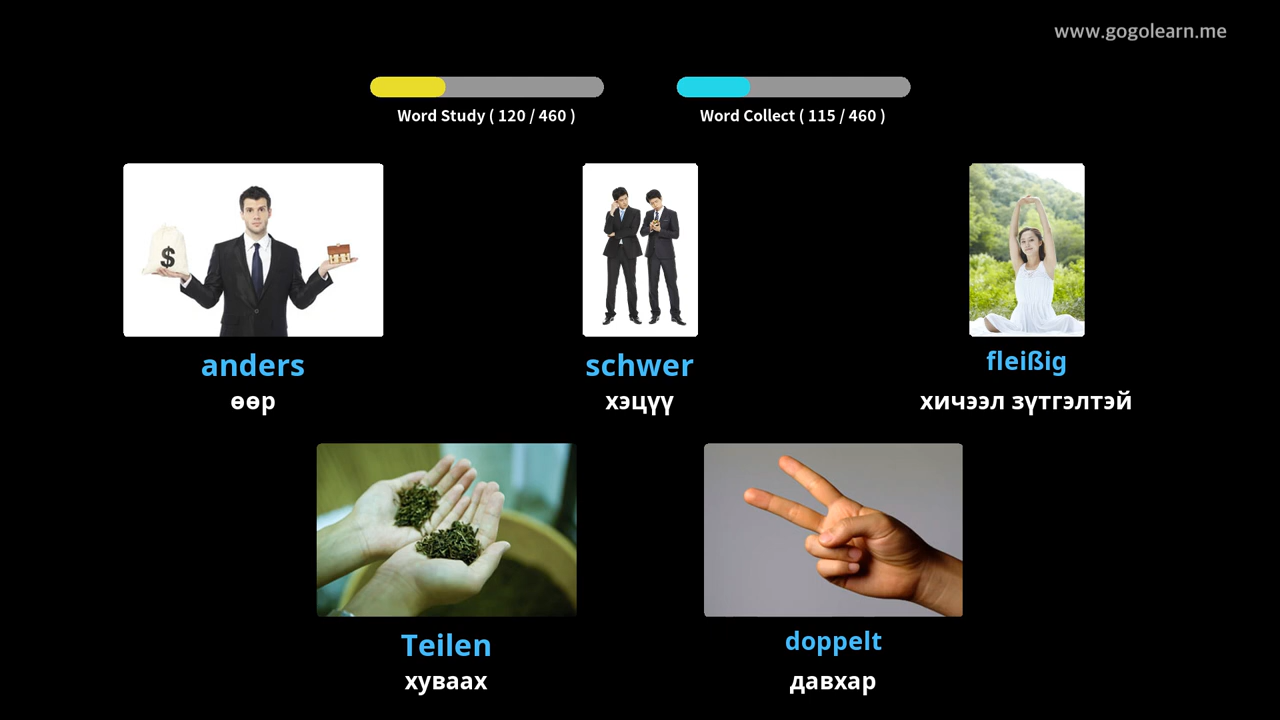 www.gogolearn.me
Word Study ( 120 / 460 )
Word Collect ( 115 / 460 )
$
anders
өөр
schwer
хэцүү
fleißig
хичээл зүтгэлтэй
Teilen
хуваах
doppelt
давхар